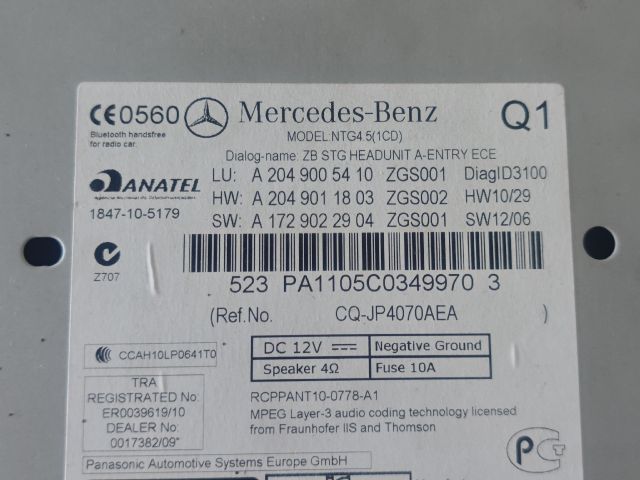 CE0560 Mercedes-Benz Q1
Bluetooth handsfree
for radio car.
MODEL:NTG4.5(1CD)
Dialog-name: ZB STG HEADUNIT A-ENTRY ECE
ANATEL
1847-10-5179
LU: A 204 900 54 10 ZGS001 DiagID3100
HW: A 204 901 18 03 ZGS002 HW10/29
SW: A 172 902 29 04 ZGS001 SW12/06
Z707
523 PA1105C0349970 3
(Ref.No. CQ-JP4070AEA )
CCAH10LP0641T0
DC 12V Negative Ground
Speaker 4Ω Fuse 10A
TRA
REGISTRATED No:
ER0039619/10
DEALER No:
0017382/09"
RCPPANT10-0778-A1
MPEG Layer-3 audio coding technology licensed
from Fraunhofer IIS and Thomson
Panasonic Automotive Systems Europe GmbH